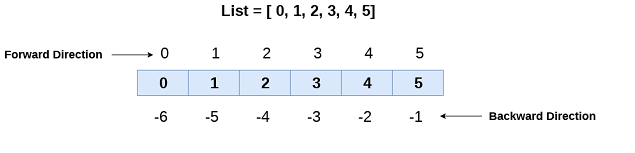 List = [ 0, 1, 2, 3, 4, 5]
Forward Direction 0 1 2 3 4 5
0 1 2 3 4 5
-6 -5 -4 -3 -2 -1 Backward Direction